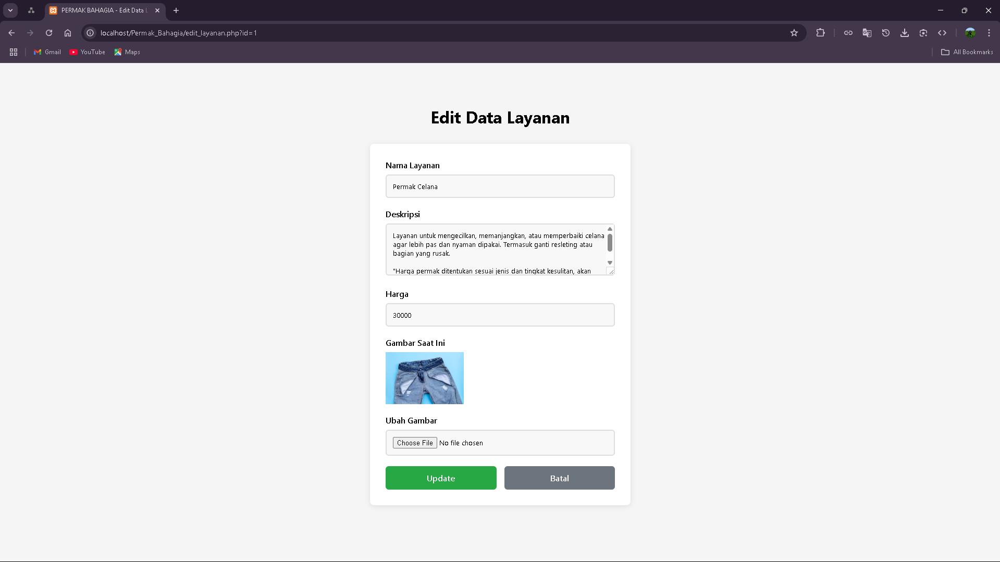 PERMAK BAHAGIA - Edit Data L
localhost/Permak_Bahagia/edit_layanan.php?id=1
Gmail
YouTube
Maps
All Bookmarks
Edit Data Layanan
Nama Layanan
Permak Celana
Deskripsi
Layanan untuk mengecilkan, memanjangkan, atau memperbaiki celana
agar lebih pas dan nyaman dipakai. Termasuk ganti resleting atau
bagian yang rusak.
"Harga permak ditentukan sesuai jenis dan tingkat kesulitan, akan
Harga
30000
Gambar Saat Ini
Ubah Gambar
Choose File No file chosen
Update
Batal